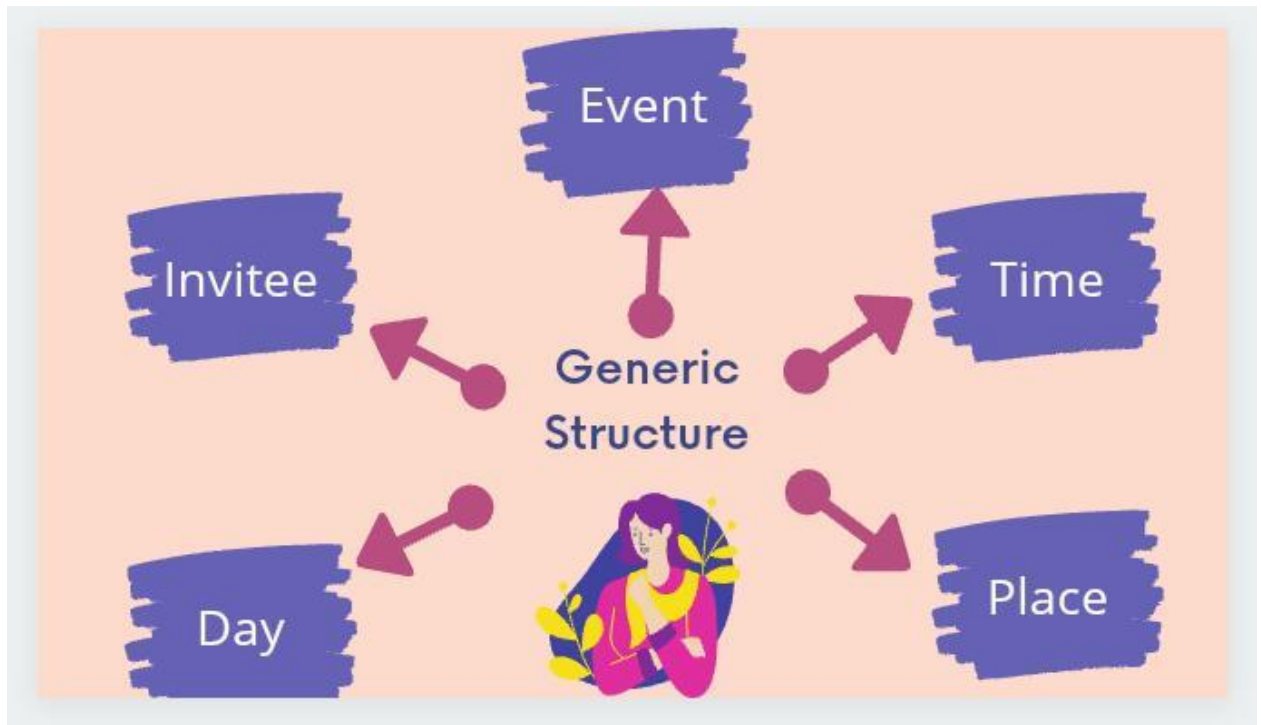 Event
Invitee
Time
Generic
Structure
Day
Place